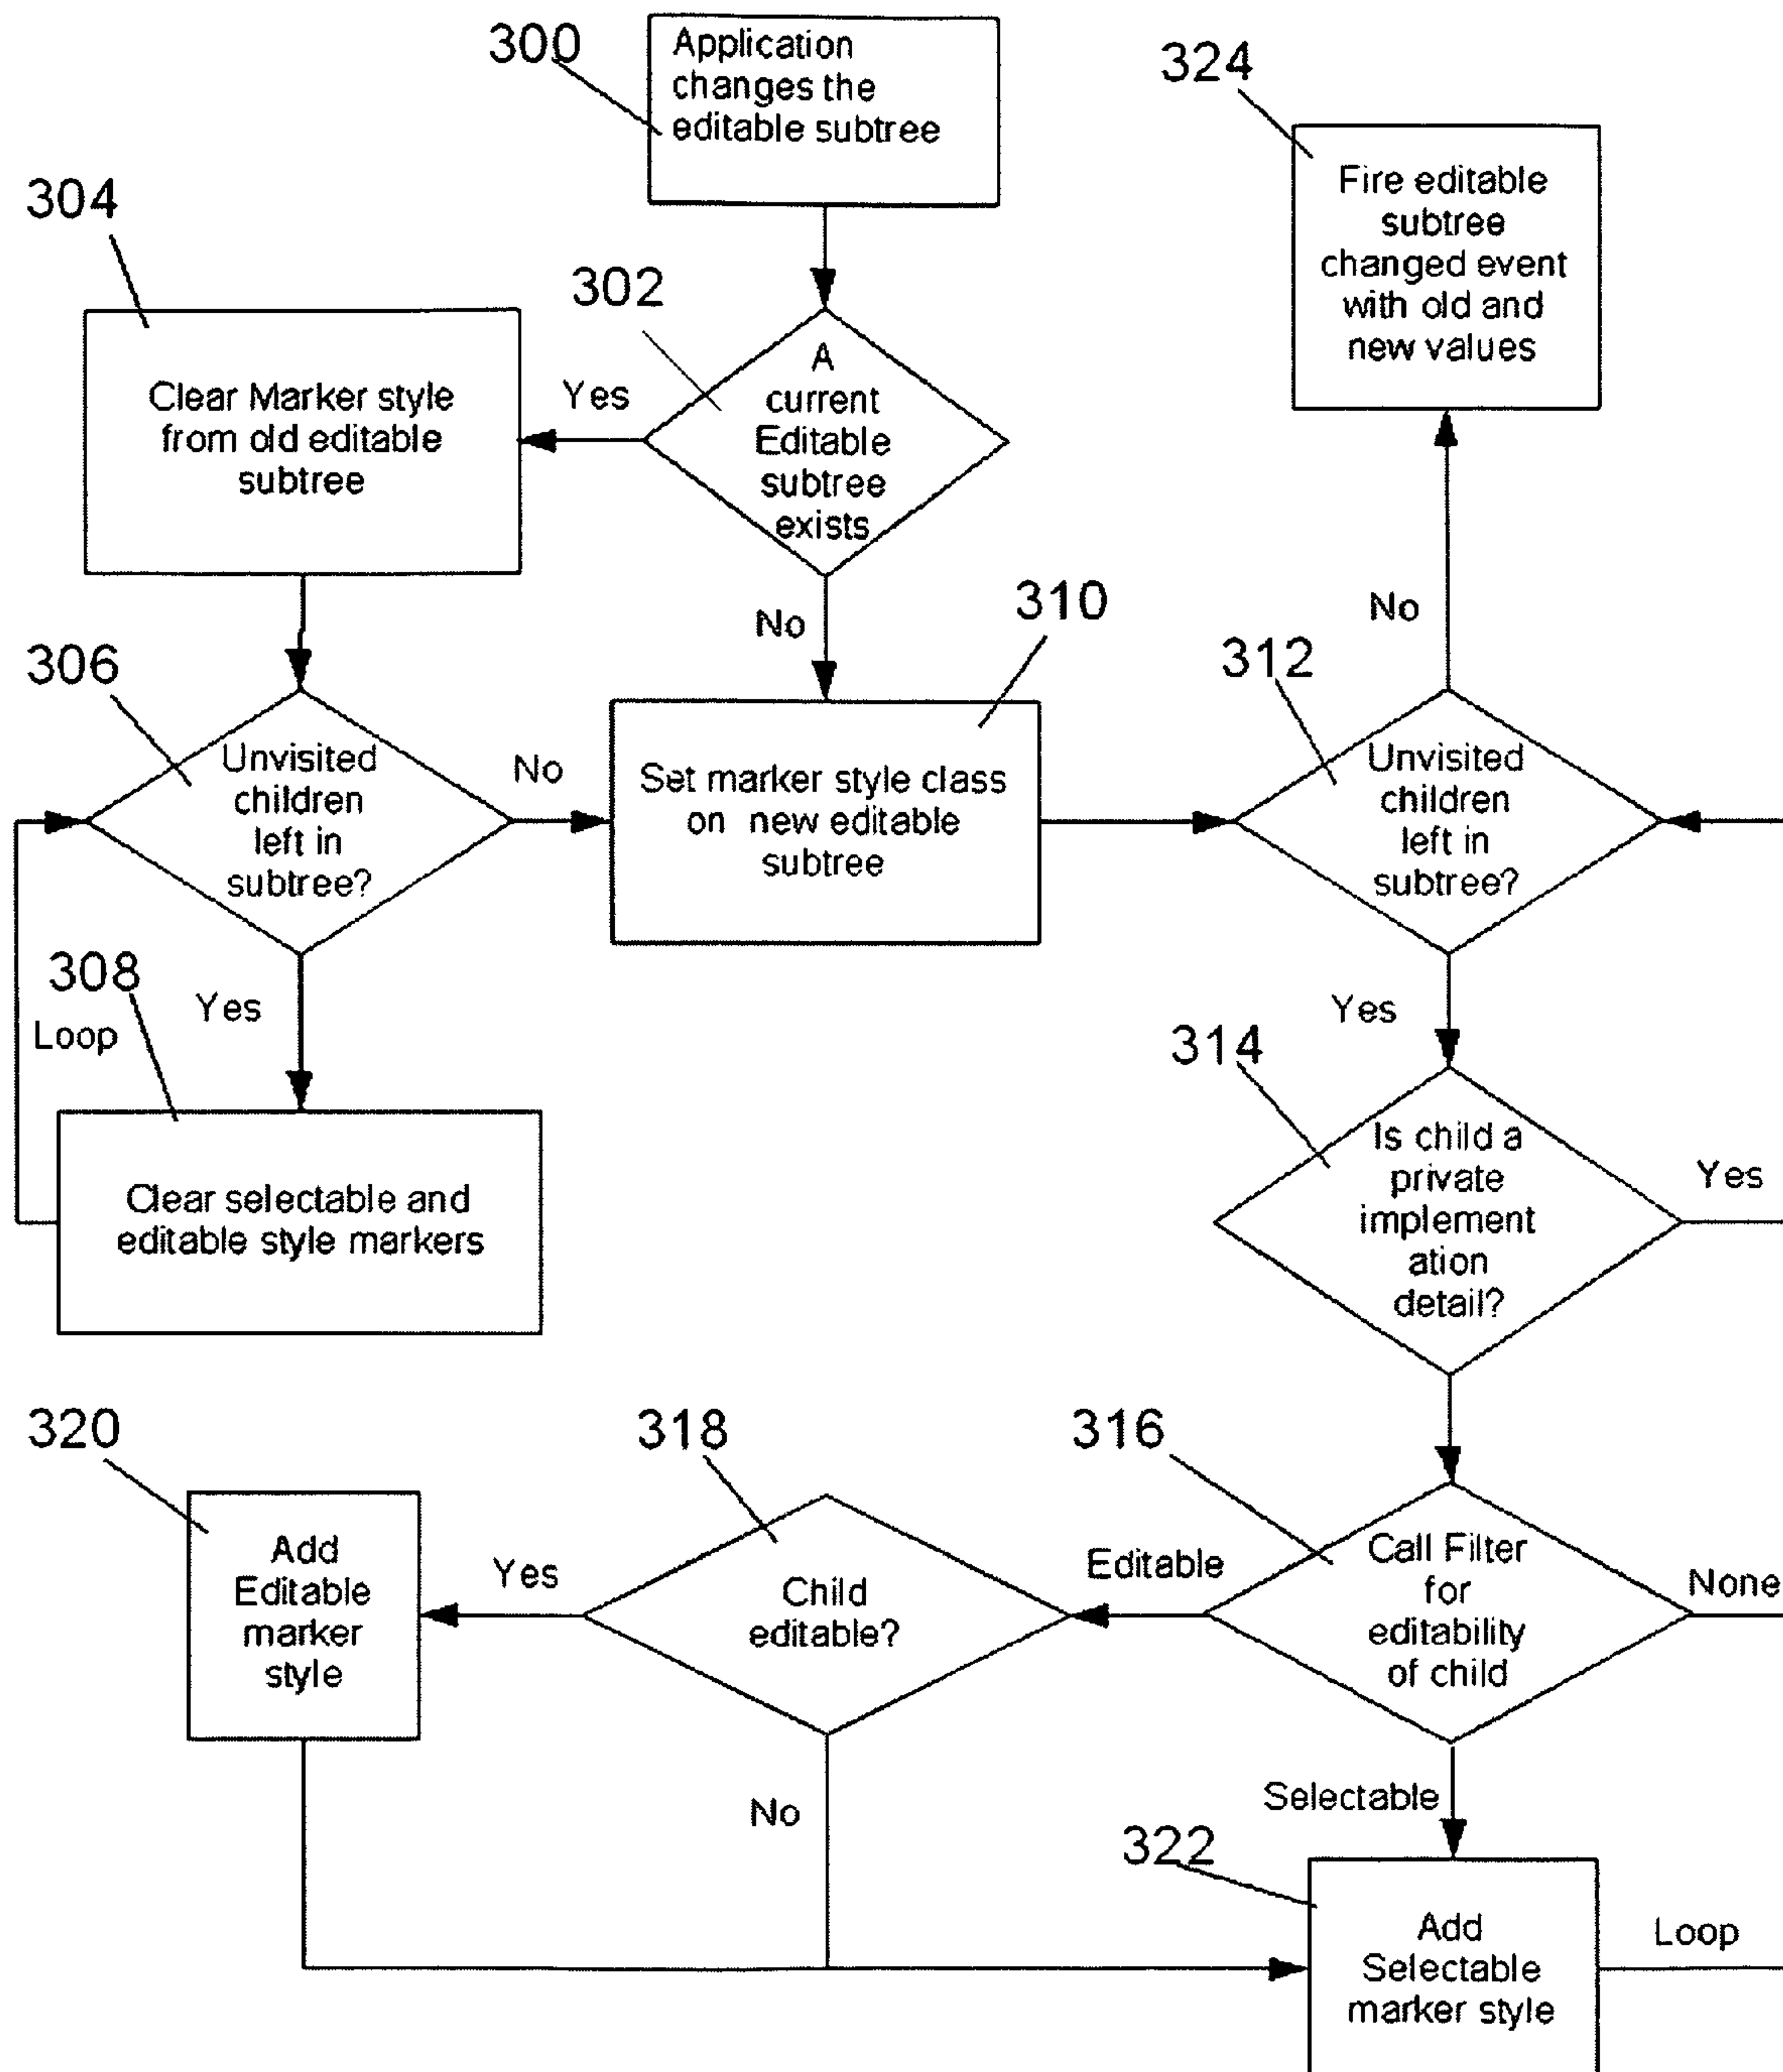 300
Application
changes the
editable subtree
324
Fire editable
subtree
changed event
with old and
new values
304
Clear Marker style
from old editable
subtree
302
A
current
Editable
subtree
exists
Yes
No
306
Unvisited
children
left in
subtree?
No
Yes
308
Loop
Clear selectable and
editable style markers
310
Set marker style class
on new editable
subtree
312
Unvisited
children
left in
subtree?
No
Yes
314
Is child a
private
implement
ation
detail?
Yes
316
Call Filter
for
editability
of child
Editable
None
Selectable
318
Child
editable?
Yes
No
320
Add
Editable
marker
style
322
Add
Selectable
marker style
Loop